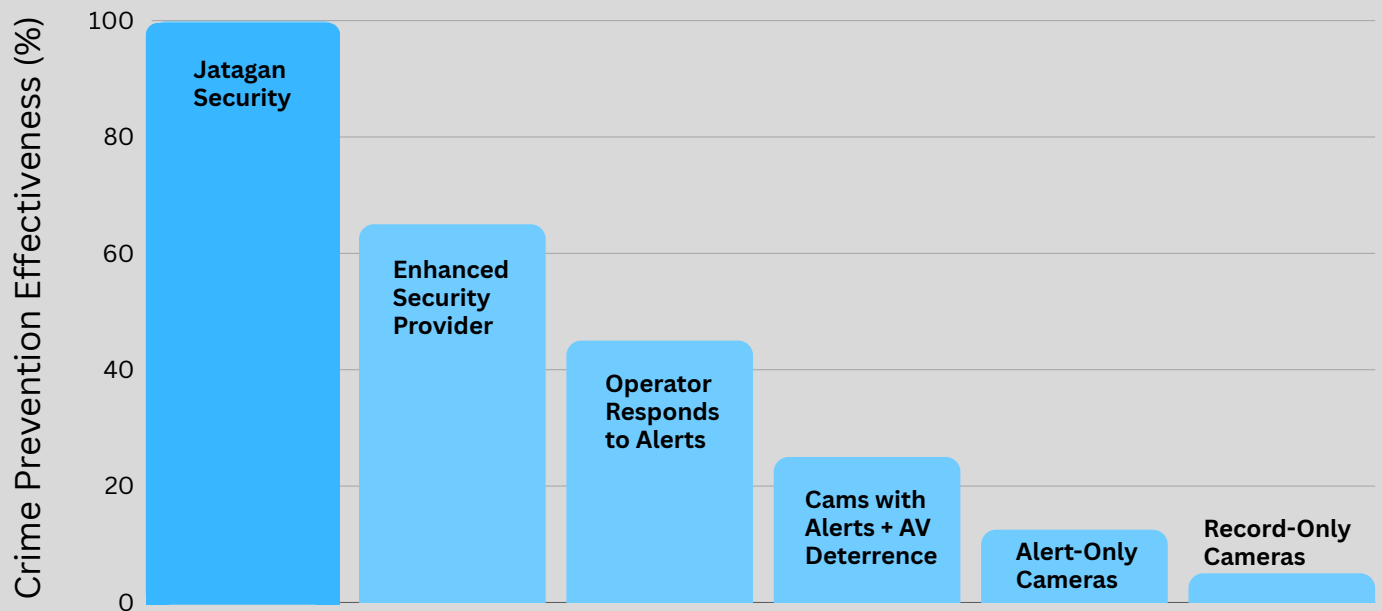 Crime Prevention Effectiveness (%)
100
80
60
40
20
0
Jatagan
Security
Enhanced
Security
Provider
Operator
Responds
to Alerts
Cams with
Alerts + AV
Deterrence
Alert-Only
Cameras
Record-Only
Cameras